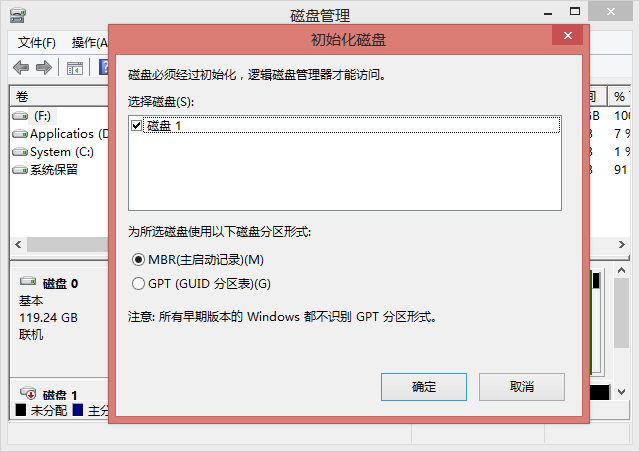 磁盘管理
文件(F) 操作(A
初始化磁盘
磁盘必须经过初始化，逻辑磁盘管理器才能访问。
选择磁盘(S):
磁盘 1
为所选磁盘使用以下磁盘分区形式:
MBR(主启动记录)(M)
GPT (GUID 分区表)(G)
注意: 所有早期版本的 Windows 都不识别 GPT 分区形式。
确定 取消
卷 间 %
(F:) GB 100
Applicatios (D 7 %
System (C:) 1 %
系统保留 91
磁盘 0
基本
119.24 GB
联机
磁盘 1
未分配 主分